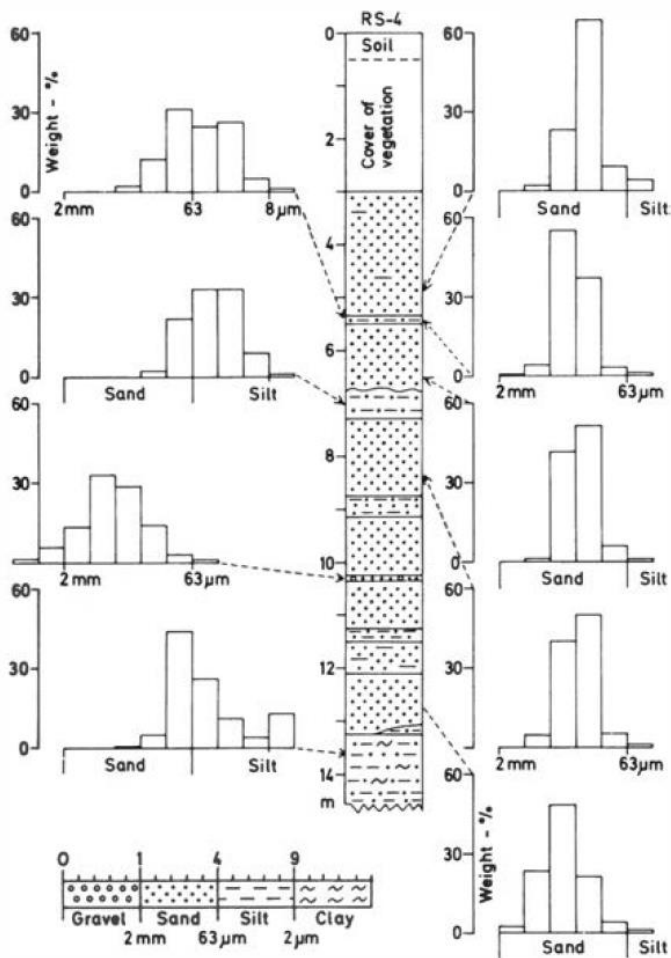 RS-4
Soil
Cover of vegetation
0
2
4
6
8
10
12
14
m
60
30
0
Weight - %
2mm 63 8µm
60
30
0
Sand Silt
60
30
2mm 63µm
60
30
0
Sand Silt
60
30
0
Sand Silt
60
30
0
2mm 63µm
60
30
0
Sand Silt
60
30
0
2mm 63µm
60
30
0
Weight - %
Sand Silt
0 1 4 9
Gravel Sand Silt Clay
2mm 63µm 2µm